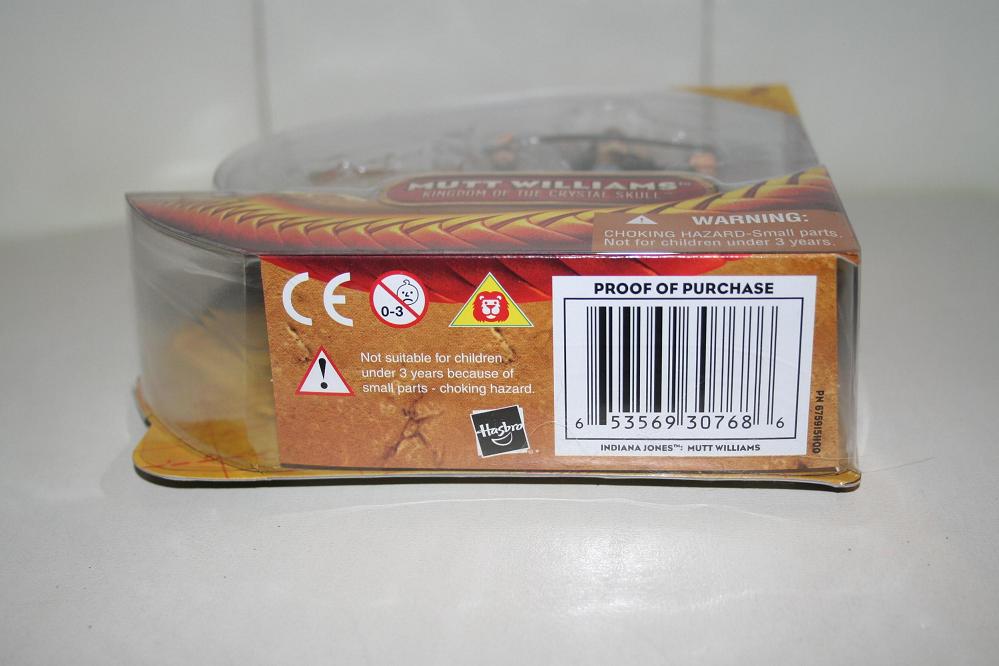 MUTT WILLIAMS™
KINGDOM OF THE CRYSTAL SKULL
WARNING:
CHOKING HAZARD-Small parts.
Not for children under 3 years.
CE
0-3
Not suitable for children
under 3 years because of
small parts - choking hazard.
Hasbro
PROOF OF PURCHASE
6 53569 30768 6
INDIANA JONES™: MUTT WILLIAMS